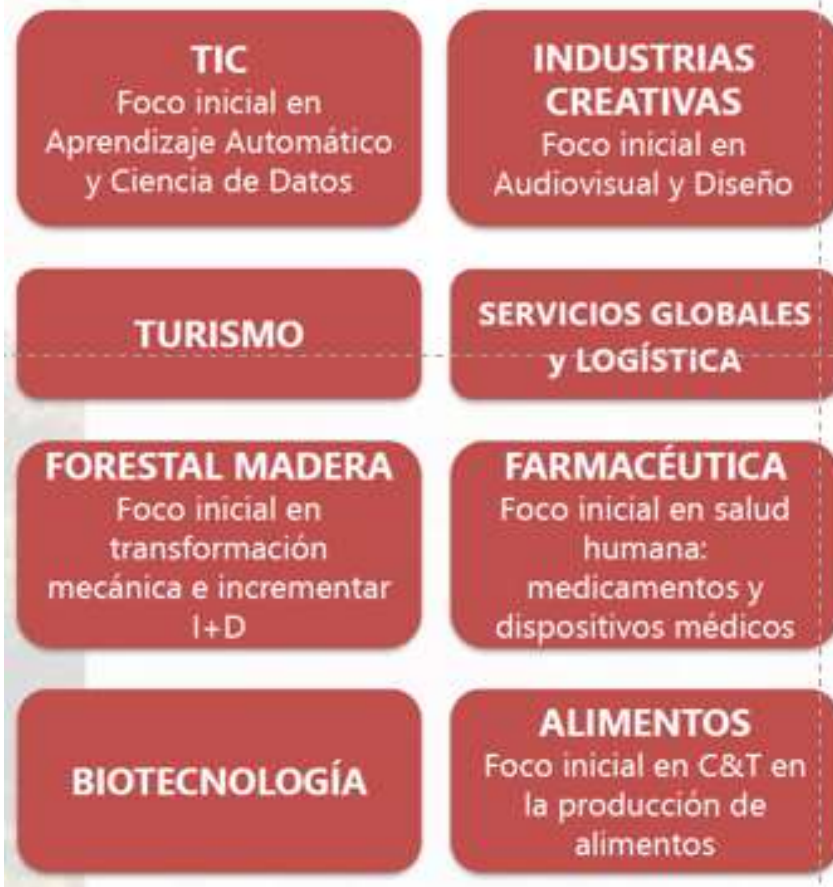 TIC
Foco inicial en
Aprendizaje Automático
y Ciencia de Datos
INDUSTRIAS
CREATIVAS
Foco inicial en
Audiovisual y Diseño
TURISMO
SERVICIOS GLOBALES
y LOGÍSTiCA
FORESTAL MADERA
Foco inicial en
transformación
mecánica e incrementar
I+D
FARMACÉUTICA
Foco inicial en salud
humana:
medicamentos y
dispositivos médicos
BIOTECNOLOGÍA
ALIMENTOS
Foco inicial en C&T en
la producción de
alimentos